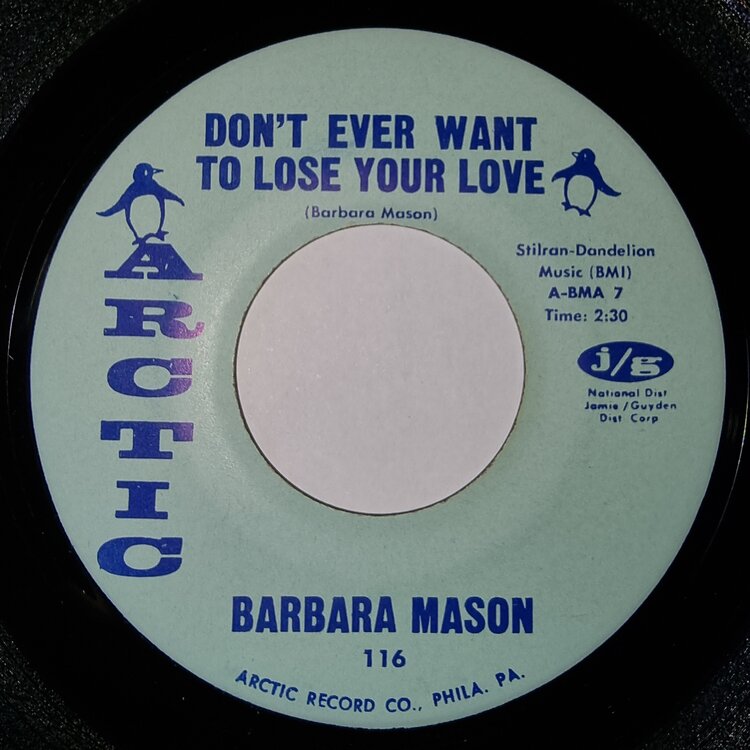 DON'T EVER WANT
TO LOSE YOUR LOVE
(Barbara Mason)
ARCTIC
Stilran-Dandelion
Music (BMI)
A-BMA 7
Time: 2:30
j/g
National Dist
Jamie/Guyden
Dist Corp
BARBARA MASON
116
ARCTIC RECORD CO., PHILA. PA.